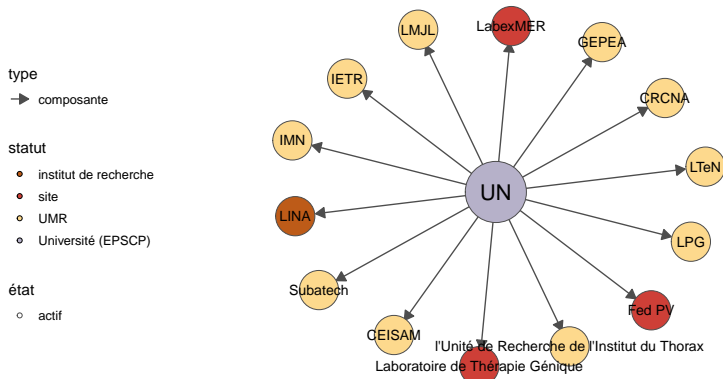 type
composante
statut
institut de recherche
site
UMR
Université (EPSCP)
état
actif
LabexMER
LMJL
GEPEA
IETR
CRCNA
IMN
LTeN
UN
LINA
LPG
Subatech
Fed PV
CEISAM
l'Unité de Recherche de l'Institut du Thorax
Laboratoire de Thérapie Génique